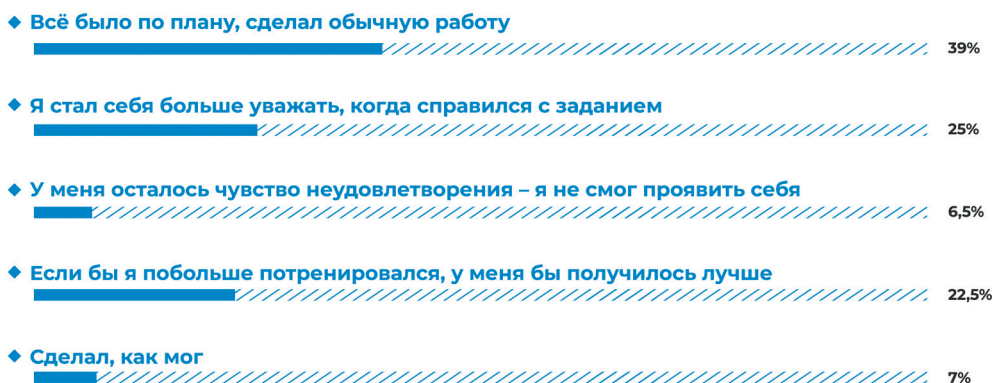 Всё было по плану, сделал обычную работу
39%
Я стал себя больше уважать, когда справился с заданием
25%
У меня осталось чувство неудовлетворения – я не смог проявить себя
6,5%
Если бы я побольше потренировался, у меня бы получилось лучше
22,5%
Сделал, как мог
7%